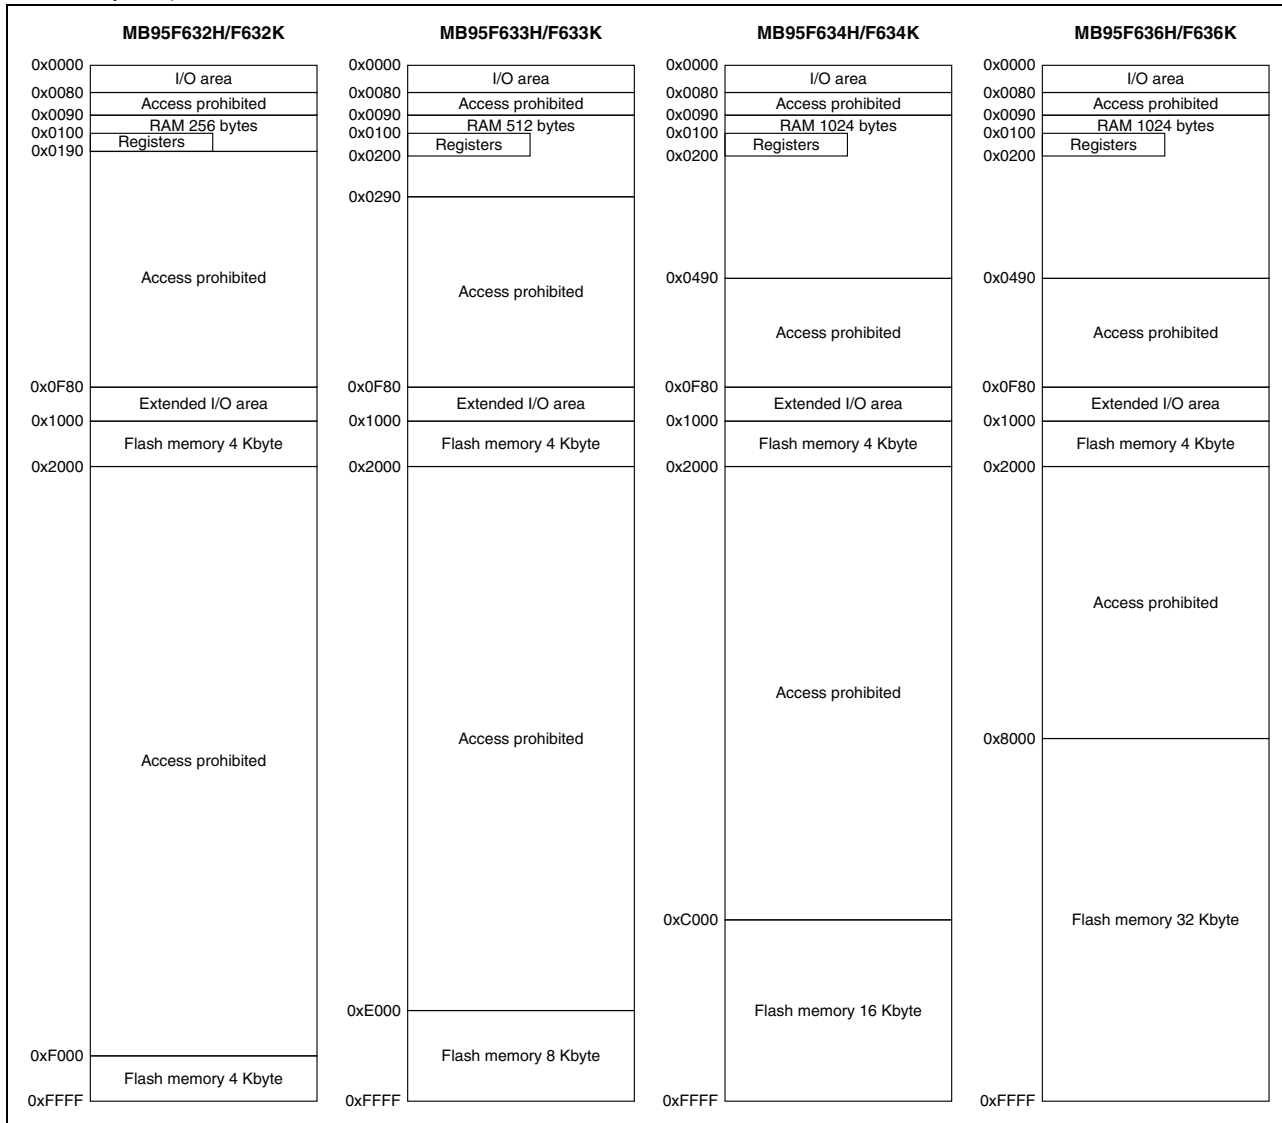 MB95F632H/F632K
0x0000
I/O area
0x0080
Access prohibited
0x0090
RAM 256 bytes
0x0100
Registers
0x0190
Access prohibited
0x0F80
Extended I/O area
0x1000
Flash memory 4 Kbyte
0x2000
Access prohibited
0xF000
Flash memory 4 Kbyte
0xFFFF
MB95F633H/F633K
0x0000
I/O area
0x0080
Access prohibited
0x0090
RAM 512 bytes
0x0100
Registers
0x0200
0x0290
Access prohibited
0x0F80
Extended I/O area
0x1000
Flash memory 4 Kbyte
0x2000
Access prohibited
0xE000
Flash memory 8 Kbyte
0xFFFF
MB95F634H/F634K
0x0000
I/O area
0x0080
Access prohibited
0x0090
RAM 1024 bytes
0x0100
Registers
0x0200
0x0490
Access prohibited
0x0F80
Extended I/O area
0x1000
Flash memory 4 Kbyte
0x2000
Access prohibited
0xC000
Flash memory 16 Kbyte
0xFFFF
MB95F636H/F636K
0x0000
I/O area
0x0080
Access prohibited
0x0090
RAM 1024 bytes
0x0100
Registers
0x0200
0x0490
Access prohibited
0x0F80
Extended I/O area
0x1000
Flash memory 4 Kbyte
0x2000
Access prohibited
0x8000
Flash memory 32 Kbyte
0xFFFF